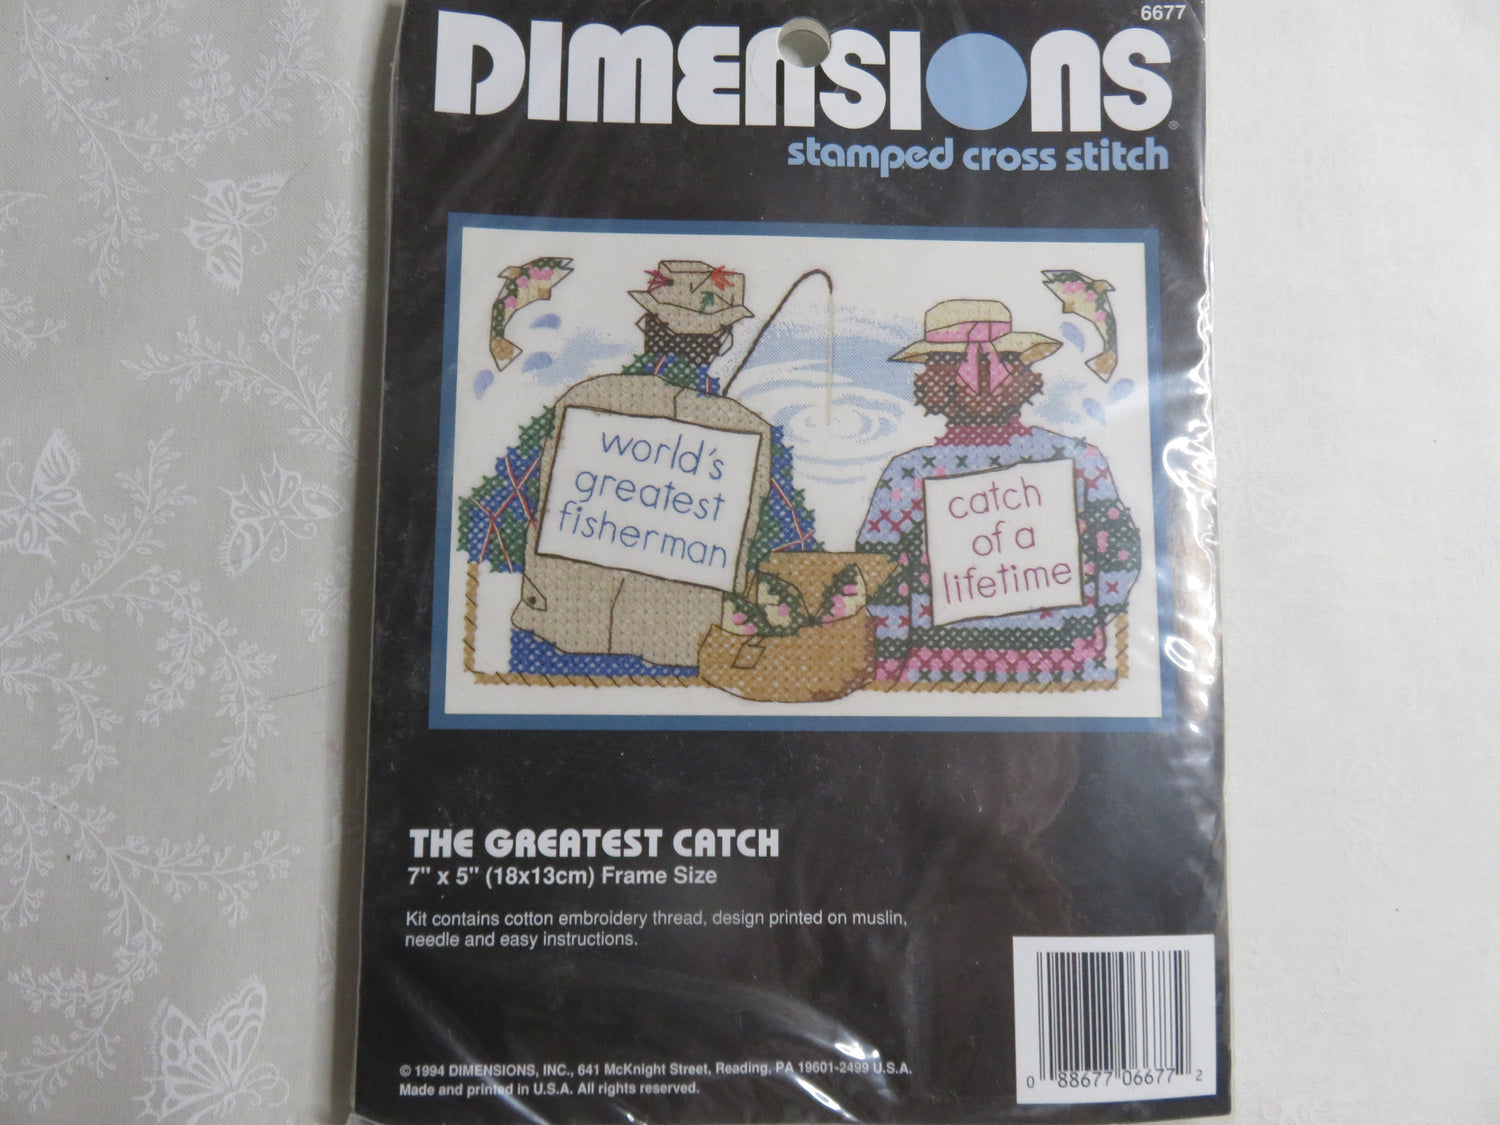 6677
DIMENSIONS®
stamped cross stitch
world's
greatest
fisherman
catch
of a
lifetime
THE GREATEST CATCH
7" x 5" (18x13cm) Frame Size
Kit contains cotton embroidery thread, design printed on muslin,
needle and easy instructions.
© 1994 DIMENSIONS, INC., 641 McKnight Street, Reading, PA 19601-2499 U.S.A.
Made and printed in U.S.A. All rights reserved.
0 88677 06677 2